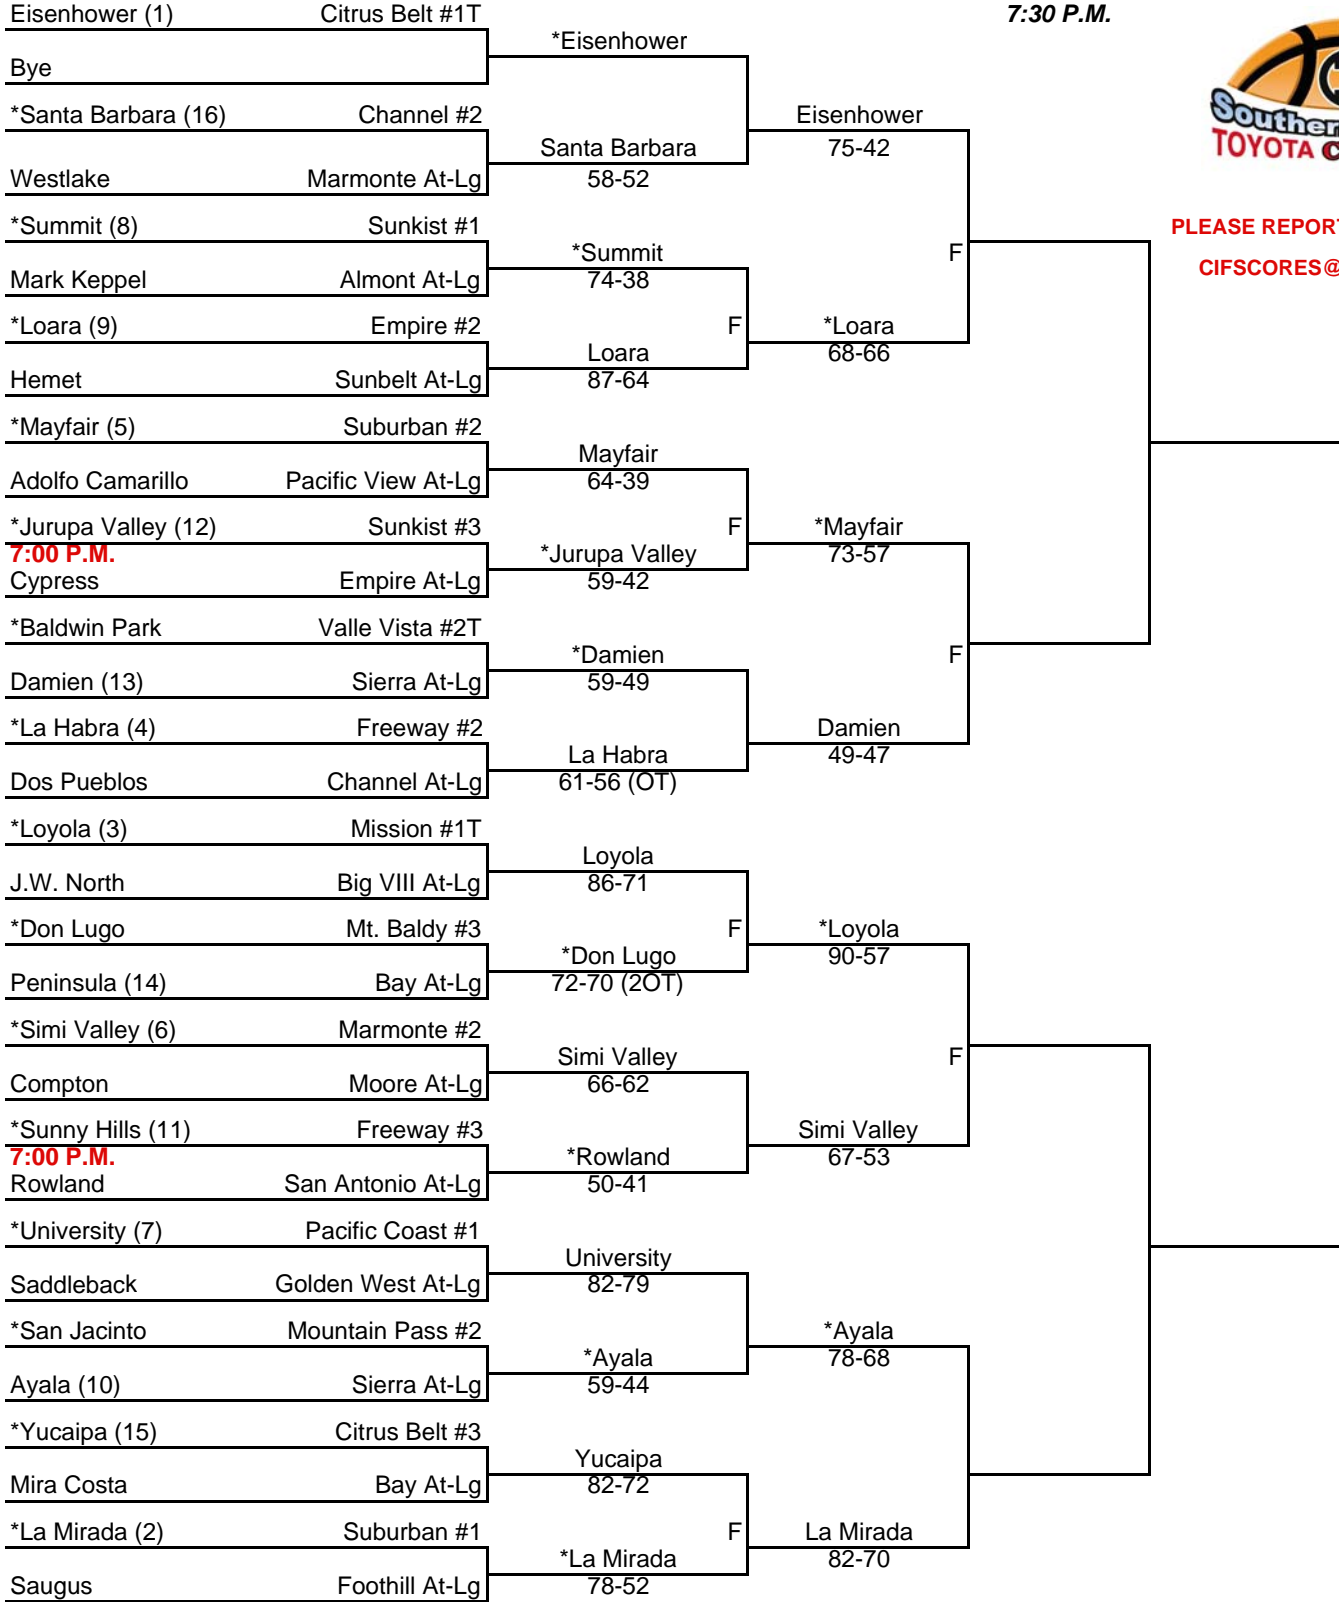 Eisenhower (1) Citrus Belt #1T
7:30 P.M.
*Eisenhower
Bye
*Santa Barbara (16) Channel #2
Eisenhower
Santa Barbara
75-42
Westlake Marmonte At-Lg
58-52
TOYOTA
*Summit (8) Sunkist #1
PLEASE REPORT
*Summit
F
Mark Keppel Almont At-Lg
74-38
CIFSCORES@
*Loara (9) Empire #2
F
*Loara
Loara
68-66
Hemet Sunbelt At-Lg
87-64
*Mayfair (5) Suburban #2
Mayfair
Adolfo Camarillo Pacific View At-Lg
64-39
*Jurupa Valley (12) Sunkist #3
F
*Mayfair
7:00 P.M.
*Jurupa Valley
73-57
Cypress Empire At-Lg
59-42
*Baldwin Park Valle Vista #2T
*Damien
F
Damien (13) Sierra At-Lg
59-49
*La Habra (4) Freeway #2
Damien
La Habra
49-47
Dos Pueblos Channel At-Lg
61-56 (OT)
*Loyola (3) Mission #1T
Loyola
J.W. North Big VIII At-Lg
86-71
*Don Lugo Mt. Baldy #3
F
*Loyola
*Don Lugo
90-57
Peninsula (14) Bay At-Lg
72-70 (2OT)
*Simi Valley (6) Marmonte #2
Simi Valley
F
Compton Moore At-Lg
66-62
*Sunny Hills (11) Freeway #3
Simi Valley
7:00 P.M.
*Rowland
67-53
Rowland San Antonio At-Lg
50-41
*University (7) Pacific Coast #1
University
Saddleback Golden West At-Lg
82-79
*San Jacinto Mountain Pass #2
*Ayala
*Ayala
78-68
Ayala (10) Sierra At-Lg
59-44
*Yucaipa (15) Citrus Belt #3
Yucaipa
Mira Costa Bay At-Lg
82-72
*La Mirada (2) Suburban #1
F
La Mirada
*La Mirada
82-70
Saugus Foothill At-Lg
78-52